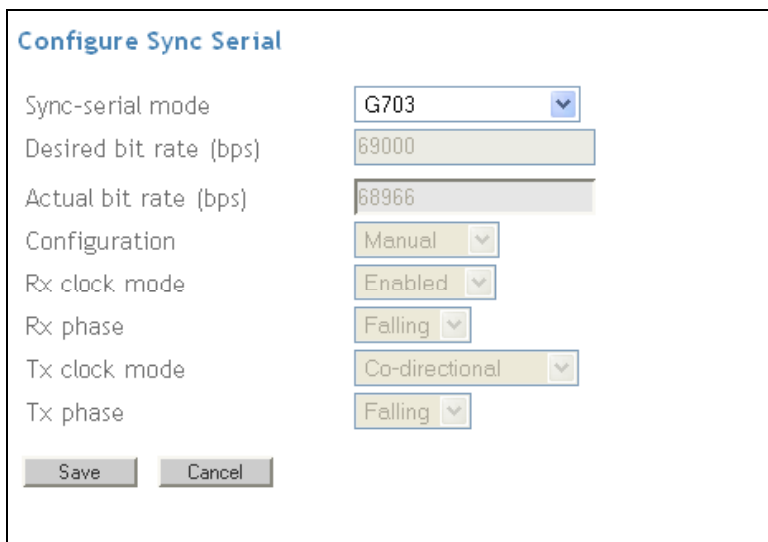 Configure Sync Serial
Sync-serial mode G703
Desired bit rate (bps) 69000
Actual bit rate (bps) 68966
Configuration Manual
Rx clock mode Enabled
Rx phase Falling
Tx clock mode Co-directional
Tx phase Falling
Save Cancel